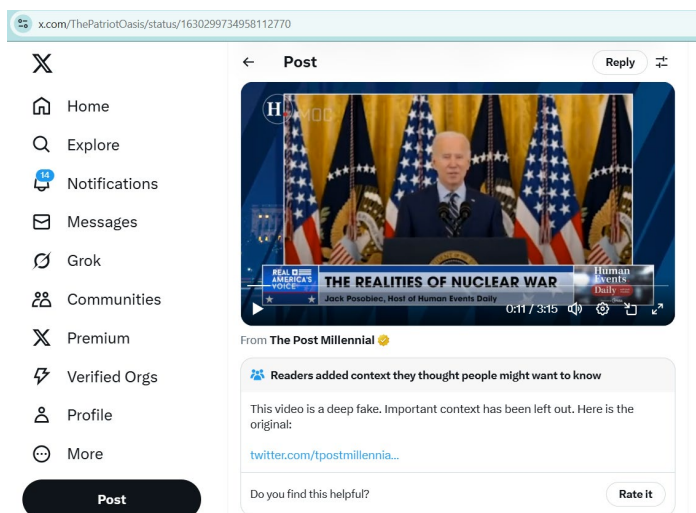 x.com/ThePatriotOasis/status/1630299734958112770
X
Home
Explore
14
Notifications
Messages
Grok
Communities
Premium
Verified Orgs
Profile
More
Post
Post
Reply
H
MOC
REAL
AMERICA'S
VOICE
THE REALITIES OF NUCLEAR WAR
Jack Posobiec, Host of Human Events Daily
Human
Events
Daily
0:11 / 3:15
From The Post Millennial
Readers added context they thought people might want to know
This video is a deep fake. Important context has been left out. Here is the
original:
twitter.com/tpostmillennia...
Do you find this helpful?
Rate it